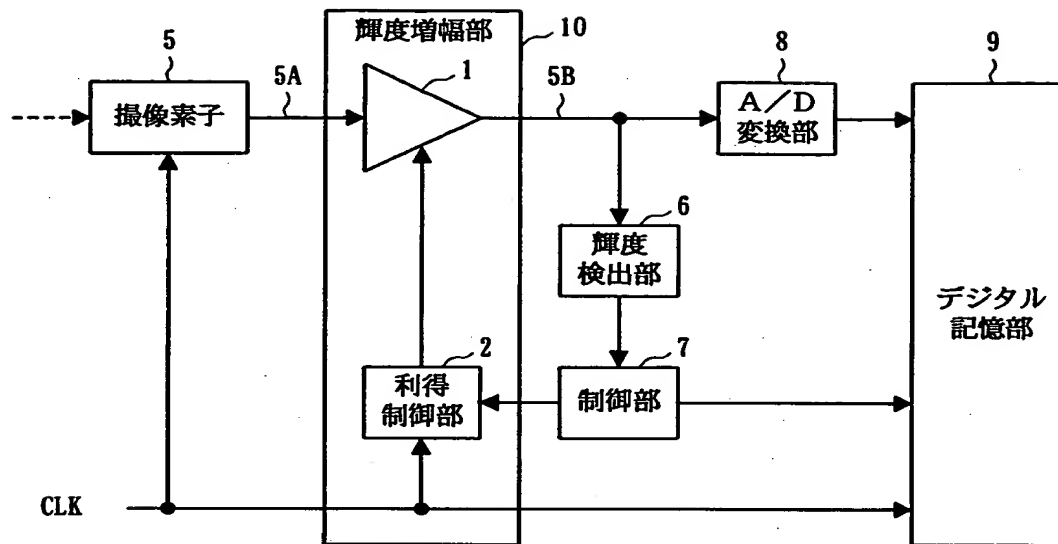 輝度増幅部
10
5
撮像素子
5A
1
5B
8
A/D
変換部
9
6
輝度
検出部
デジタル
記憶部
2
利得
制御部
7
制御部
CLK